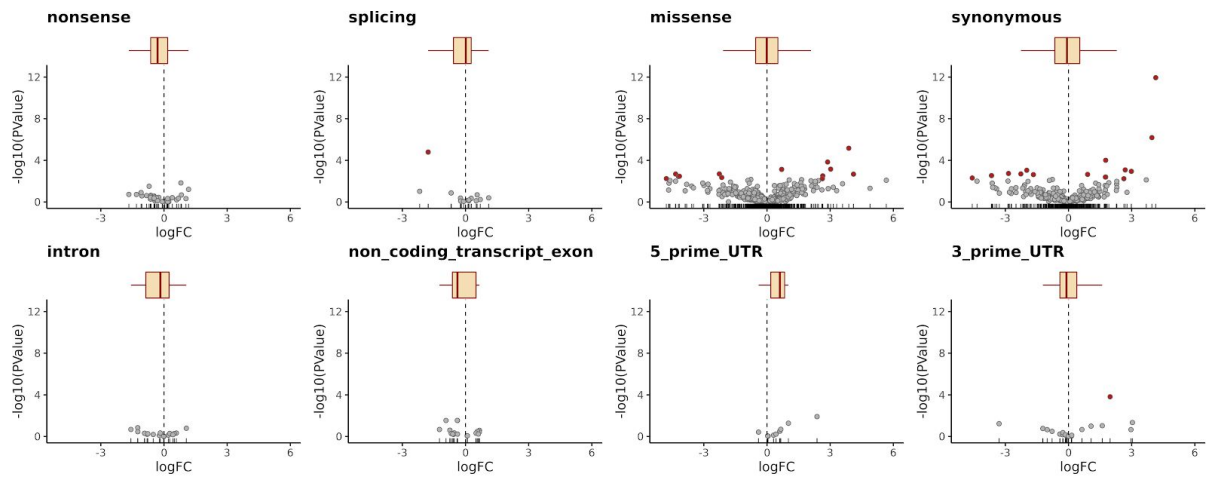 nonsense
splicing
missense
synonymous
-log10(PValue)
12
8
4
0
-3
0
3
6
logFC
-log10(PValue)
12
8
4
0
-3
0
3
6
logFC
-log10(PValue)
12
8
4
0
-3
0
3
6
logFC
-log10(PValue)
12
8
4
0
-3
0
3
6
logFC
intron
non_coding_transcript_exon
5_prime_UTR
3_prime_UTR
-log10(PValue)
12
8
4
0
-3
0
3
6
logFC
-log10(PValue)
12
8
4
0
-3
0
3
6
logFC
-log10(PValue)
12
8
4
0
-3
0
3
6
logFC
-log10(PValue)
12
8
4
0
-3
0
3
6
logFC